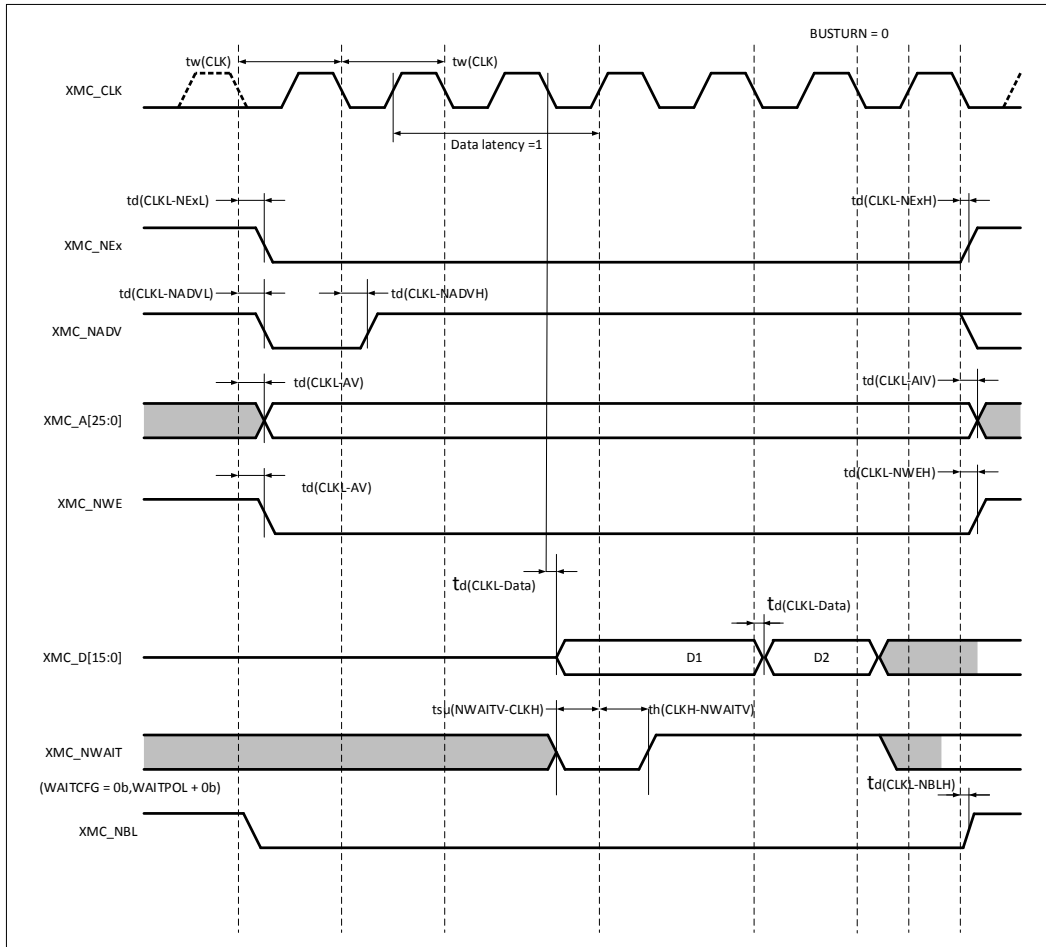 BUSTURN = 0
tw(CLK)
tw(CLK)
XMC_CLK
Data latency =1
td(CLKL-NExL)
td(CLKL-NExH)
XMC_NEx
td(CLKL-NADVL)
td(CLKL-NADVH)
XMC_NADV
td(CLKL-AV)
td(CLKL-AIV)
XMC_A[25:0]
td(CLKL-AV)
td(CLKL-NWEH)
XMC_NWE
td(CLKL-Data)
td(CLKL-Data)
XMC_D[15:0]
D1
D2
tsu(NWAITV-CLKH)
th(CLKH-NWAITV)
XMC_NWAIT
(WAITCFG = 0b,WAITPOL + 0b)
td(CLKL-NBLH)
XMC_NBL